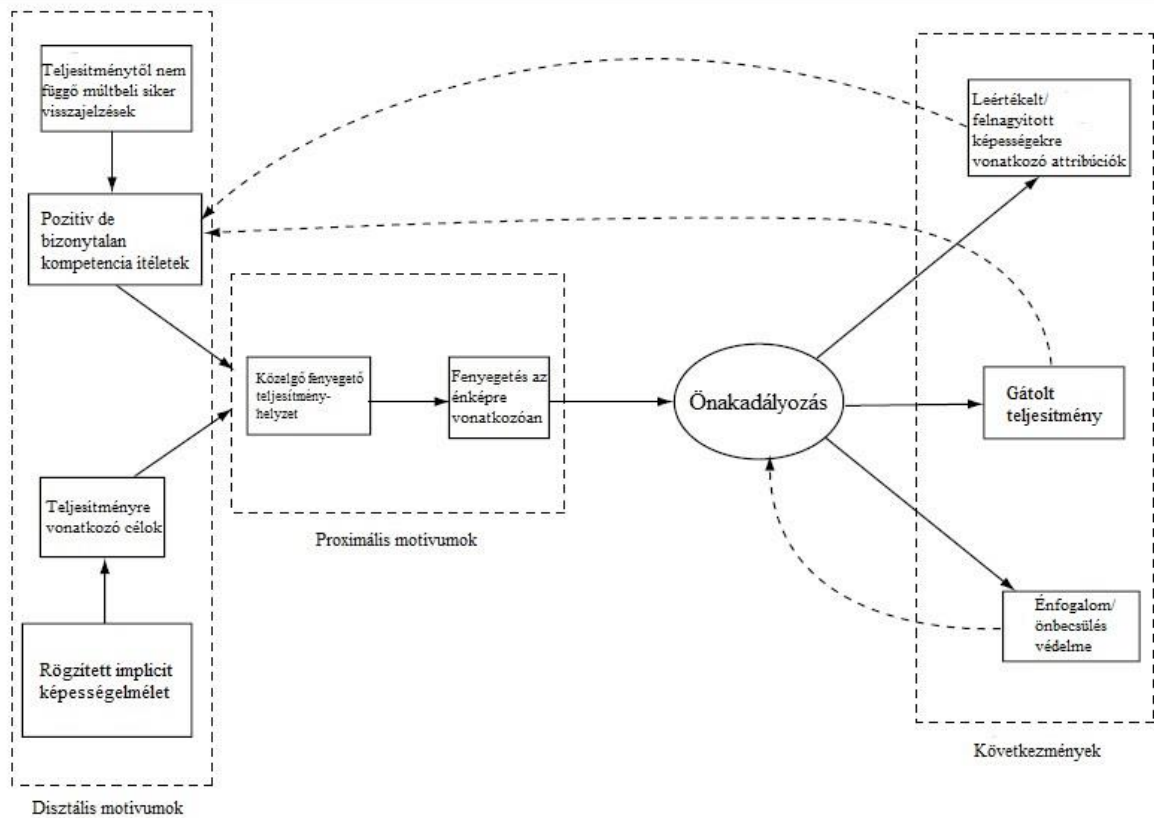 Teljesítménytől nem
függő múltbeli siker
visszajelzések
Pozitív de
bizonytalan
kompetencia ítéletek
Teljesítményre
vonatkozó célok
Rögzített implicit
képességelmélet
Disztális motívumok
Közelgő fenyegető
teljesítmény-
helyzet
Fenyegetés az
énképre
vonatkozóan
Proximális motívumok
Önakadályozás
Leértékelt/
felnagyított
képességekre
vonatkozó attribúciók
Gátolt
teljesítmény
Énfogalom/
önbecsülés
védelme
Következmények